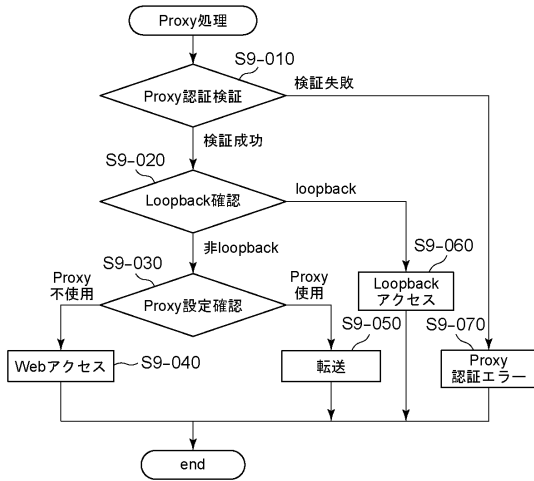 Proxy処理
S9-010
Proxy認証検証
検証失敗
検証成功
S9-020
Loopback確認
loopback
非loopback
S9-060
Loopback
アクセス
S9-030
Proxy
不使用
Proxy設定確認
Proxy
使用
S9-050
S9-070
Webアクセス
S9-040
転送
Proxy
認証エラー
end